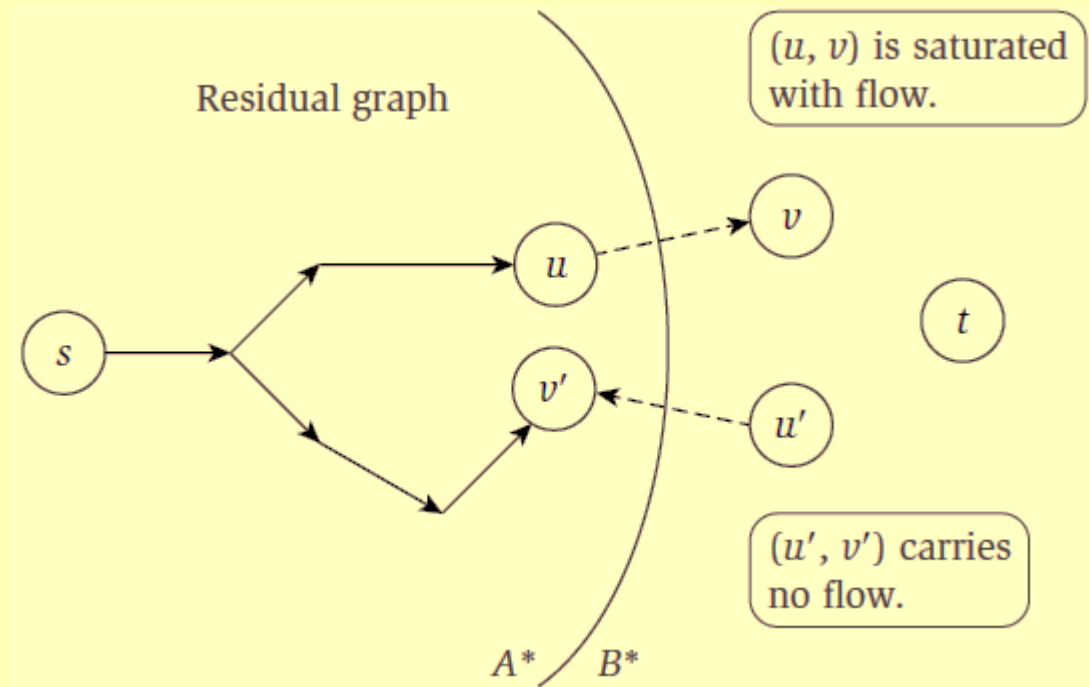 (u, v) is saturated
with flow.
Residual graph
v
u
t
s
v′
u′
(u′, v′) carries
no flow.
A* B*